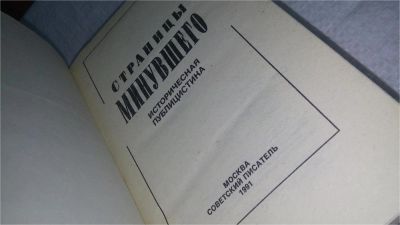 СТРАНИЦЫ
МИНУВШЕГО
ИСТОРИЧЕСКАЯ
ПУБЛИЦИСТИКА
МОСКВА
СОВЕТСКИЙ ПИСАТЕЛЬ
1991